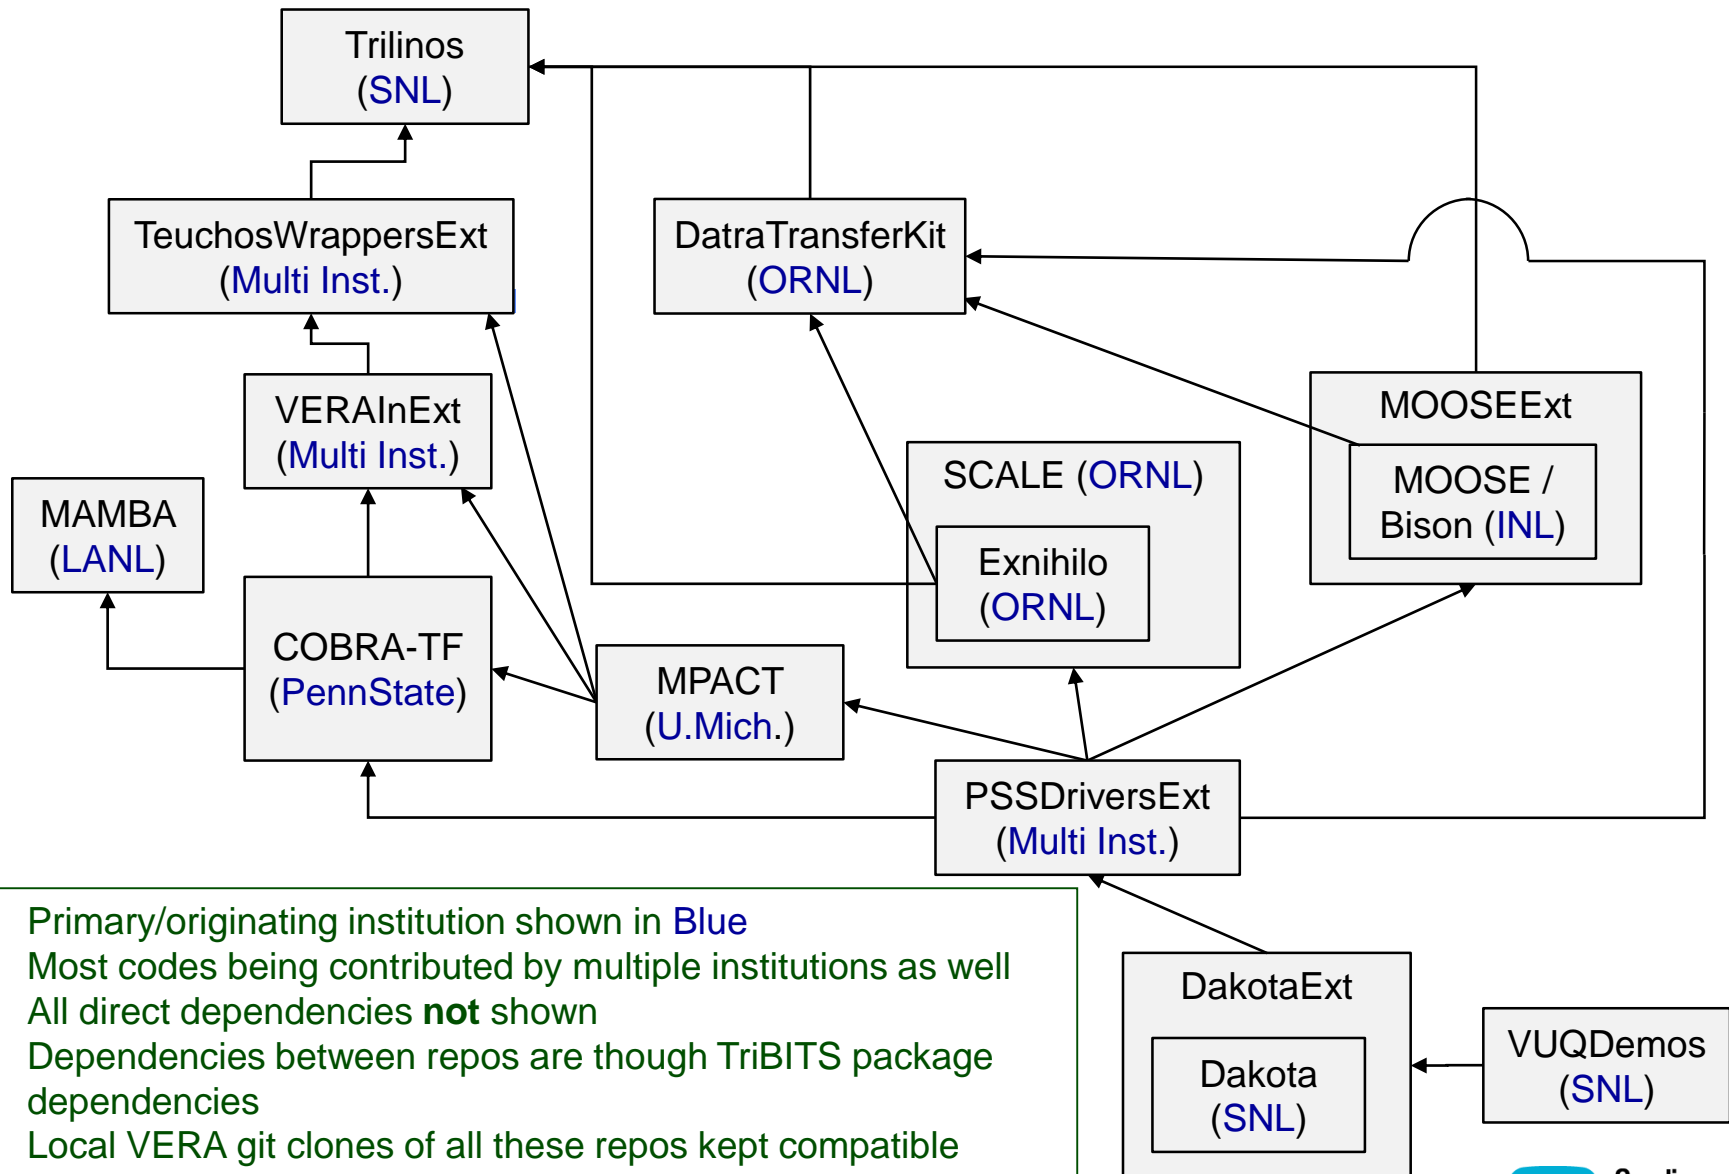 Trilinos
(SNL)
TeuchosWrappersExt
(Multi Inst.)
DatraTransferKit
(ORNL)
VERAInExt
(Multi Inst.)
MOOSEExt
MOOSE /
Bison (INL)
SCALE (ORNL)
Exnihilo
(ORNL)
MAMBA
(LANL)
COBRA-TF
(PennState)
MPACT
(U.Mich.)
PSSDriversExt
(Multi Inst.)
DakotaExt
Dakota
(SNL)
VUQDemos
(SNL)
Primary/originating institution shown in Blue
Most codes being contributed by multiple institutions as well
All direct dependencies not shown
Dependencies between repos are though TriBITS package
dependencies
Local VERA git clones of all these repos kept compatible